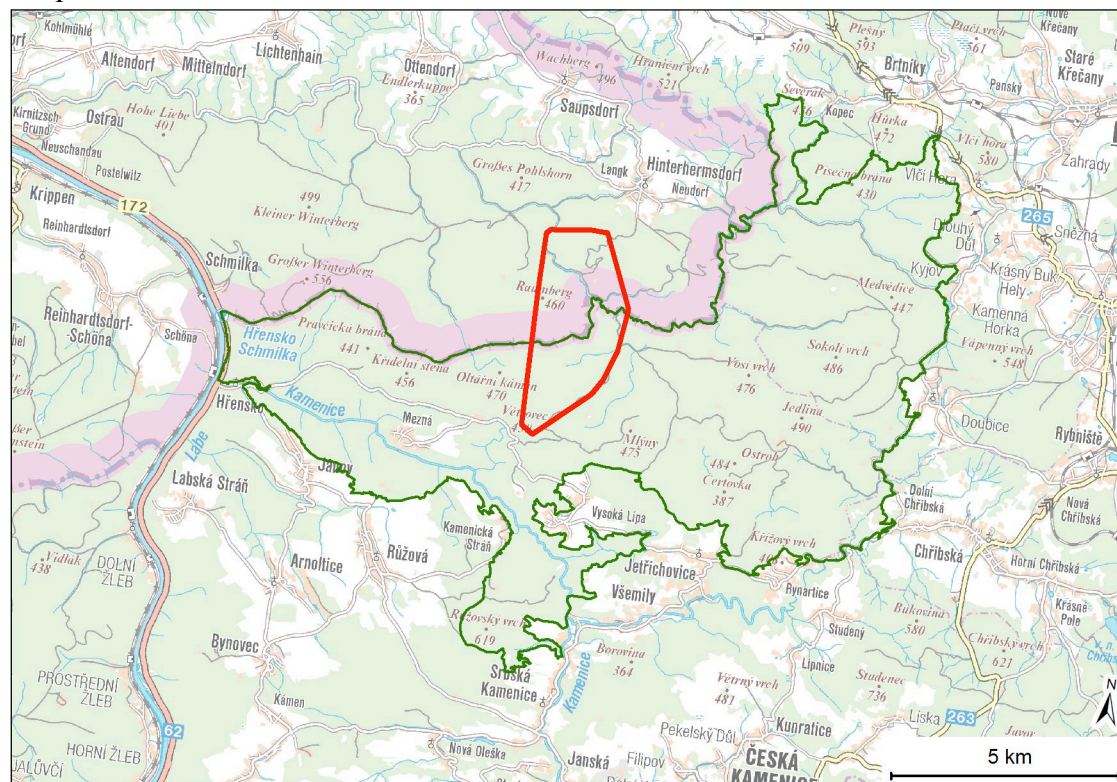 Kohlmühle
Altendorf
Mittelndorf
Lichtenhain
Ottendorf
Endlerkuppe
365
Wachberg
496
Hraniční vrch
521
509
Plešný
593
Ptačí vrch
561
Nové
Křečany
Staré
Křečany
Brtníky
Panský
Kirnitzsch-
Grund
Ostrau
Hohe Liebe
401
Saupsdorf
Severák
Kopec
Hůrka
472
Vlčí hora
580
Zahrady
Neuschandau
Postelwitz
Großes Pohlshorn
417
Langk
Hinterhermsdorf
Neudorf
Písečná brána
430
Vlčí Hora
Krippen
172
499
Kleiner Winterberg
265
Sněžná
Dlouhý
Důl
Reinhardtsdorf
Schmilka
Großer Winterberg
556
Raumberg
460
Kyjov
Krásný Buk
Hely
Kamenná
Horka
Medvědice
447
Reinhardtsdorf-
Schöna
Schöna
Hřensko /
Schmilka
Pravčická brána
441
Křídelní stěna
456
Oltářní kámen
470
Vosí vrch
476
Sokolí vrch
486
Vápenný vrch
548
Hřensko
Kamenice
Mezná
Větrovec
Mlýny
475
Jedlina
490
Ostroh
484
Čertovka
387
Doubice
Rybniště
Labe
Labská Stráň
Janov
Kamenická
Stráň
Vysoká Lípa
Dolní
Chřibská
Nová
Chřibská
Vidlák
438
DOLNÍ
ŽLEB
Arnoltice
Růžová
Jetřichovice
Křížový vrch
Chřibská
Horní Chřibská
Všemily
Rynartice
Krásné
Pole
Bynovec
Růžovský vrch
619
Borovina
364
Studený
Bukovina
580
Chřibský vrch
621
PROSTŘEDNÍ
ŽLEB
Kámen
Srbská
Kamenice
Kamenice
Větrný vrch
481
Lipnice
Studenec
736
N
HORNÍ ŽLEB
62
Nová Oleška
Janská
Filipov
Pekelský Důl
Kunratice
Líska
263
Javor
ČESKÁ
KAMENICE
5 km